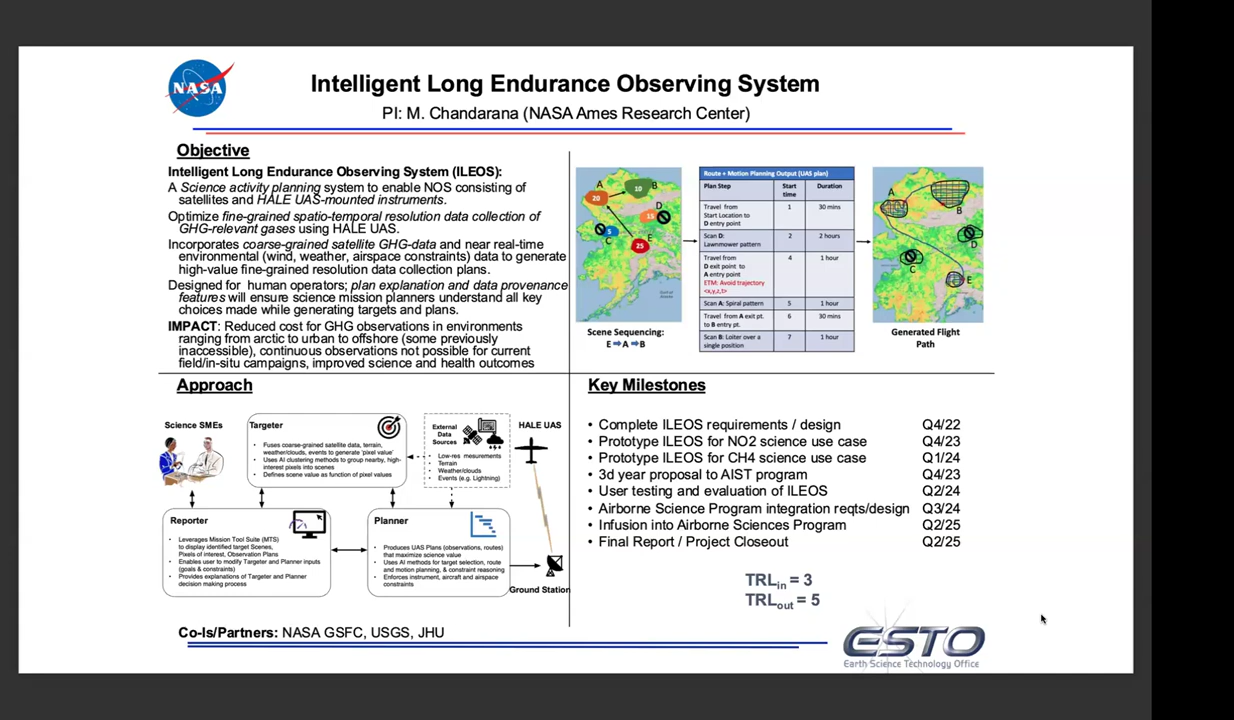 NASA
Intelligent Long Endurance Observing System
PI: M. Chandarana (NASA Ames Research Center)
Objective
Intelligent Long Endurance Observing System (ILEOS):
A Science activity planning system to enable NOS consisting of
satellites and HALE UAS-mounted instruments.
Optimize fine-grained spatio-temporal resolution data collection of
GHG-relevant gases using HALE UAS.
Incorporates coarse-grained satellite GHG-data and near real-time
environmental (wind, weather, airspace constraints) data to generate
high-value fine-grained resolution data collection plans.
Designed for human operators; plan explanation and data provenance
features will ensure science mission planners understand all key
choices made while generating targets and plans.
IMPACT: Reduced cost for GHG observations in environments
ranging from arctic to urban to offshore (some previously
inaccessible), continuous observations not possible for current
field/in-situ campaigns, improved science and health outcomes
A
B
10
20
D
15
5
C
E
25
Scene Sequencing:
E ➡ A ➡ B
Route + Motion Planning Output (UAS plan)
Plan Step Start time Duration
Travel from Start Location to D entry point 1 30 mins
Scan D: Lawnmower pattern 2 2 hours
Travel from D exit point to A entry point 4 1 hour
ETM: Avoid trajectory <x,y,z,t>
Scan A: Spiral pattern 5 1 hour
Travel from A exit pt. to B entry pt. 6 30 mins
Scan B: Loiter over a single position 7 1 hour
A
B
D
C
E
Generated Flight
Path
Approach
Science SMEs
Targeter
• Fuses coarse-grained satellite data, terrain,
weather/clouds, events to generate 'pixel value'
• Uses AI clustering methods to group nearby, high-
interest pixels into scenes
• Defines scene value as function of pixel values
External
Data
Sources
• Low-res mesurements
• Terrain
• Weather/clouds
• Events (e.g. Lightning)
HALE UAS
Reporter
• Leverages Mission Tool Suite (MTS)
to display identified target Scenes,
Pixels of interest, Observation Plans
• Enables user to modify Targeter and Planner inputs
(goals & constraints)
• Provides explanations of Targeter and Planner
decision making process
Planner
• Produces UAS Plans (observations, routes)
that maximize science value
• Uses AI methods for target selection, route
and motion planning, & constraint reasoning
• Enforces instrument, aircraft and airspace
constraints
Ground Station
Key Milestones
• Complete ILEOS requirements / design Q4/22
• Prototype ILEOS for NO2 science use case Q4/23
• Prototype ILEOS for CH4 science use case Q1/24
• 3d year proposal to AIST program Q4/23
• User testing and evaluation of ILEOS Q2/24
• Airborne Science Program integration reqts/design Q3/24
• Infusion into Airborne Sciences Program Q2/25
• Final Report / Project Closeout Q2/25
TRLin = 3
TRLout = 5
Co-Is/Partners: NASA GSFC, USGS, JHU
ESTO
Earth Science Technology Office